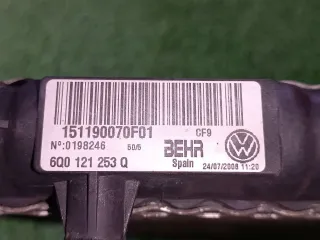 151190070F01 CF9
Nº:0198246 50/5 BEHR
6Q0 121 253 Q Spain 24/07/2008 11:20